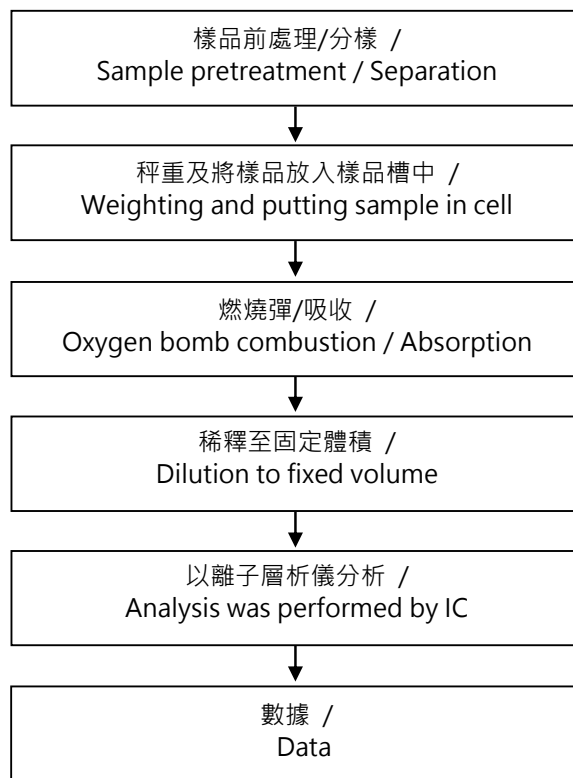 樣品前處理/分樣 /
Sample pretreatment / Separation
秤重及將樣品放入樣品槽中 /
Weighting and putting sample in cell
燃燒彈/吸收 /
Oxygen bomb combustion / Absorption
稀釋至固定體積 /
Dilution to fixed volume
以離子層析儀分析 /
Analysis was performed by IC
數據 /
Data